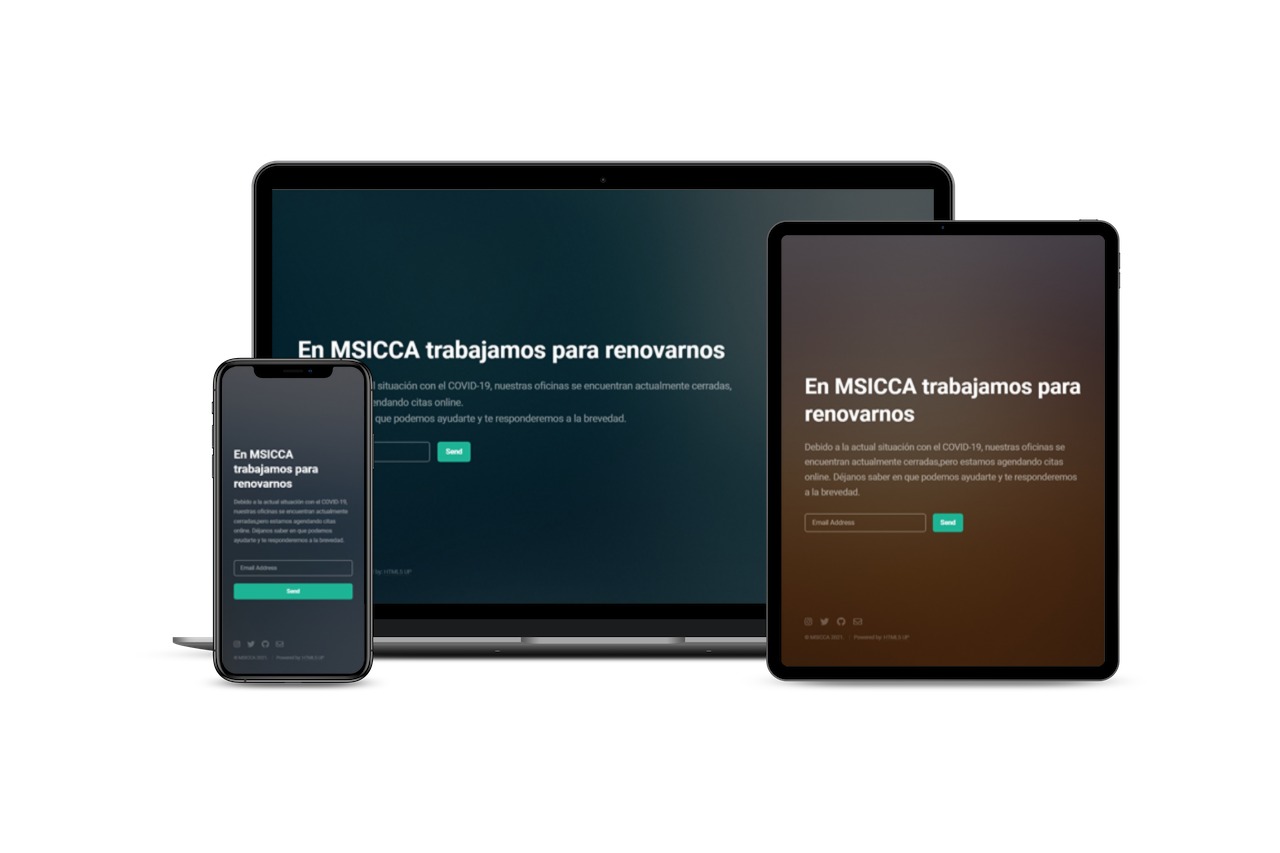 En MSICCA trabajamos para renovarnos
situación con el COVID-19, nuestras oficinas se encuentran actualmente cerradas,
citas online.
que podemos ayudarte y te responderemos a la brevedad.
Send
by: HTML5 UP
En MSICCA
trabajamos para
renovarnos
Debido a la actual situación con el COVID-19,
nuestras oficinas se encuentran actualmente
cerradas,pero estamos agendando citas
online. Déjanos saber en que podemos
ayudarte y te responderemos a la brevedad.
Email Address
Send
© MSICCA 2021. Powered by: HTML5 UP
En MSICCA trabajamos para
renovarnos
Debido a la actual situación con el COVID-19, nuestras oficinas se
encuentran actualmente cerradas,pero estamos agendando citas
online. Déjanos saber en que podemos ayudarte y te responderemos
a la brevedad.
Email Address
Send
© MSICCA 2021. Powered by: HTML5 UP